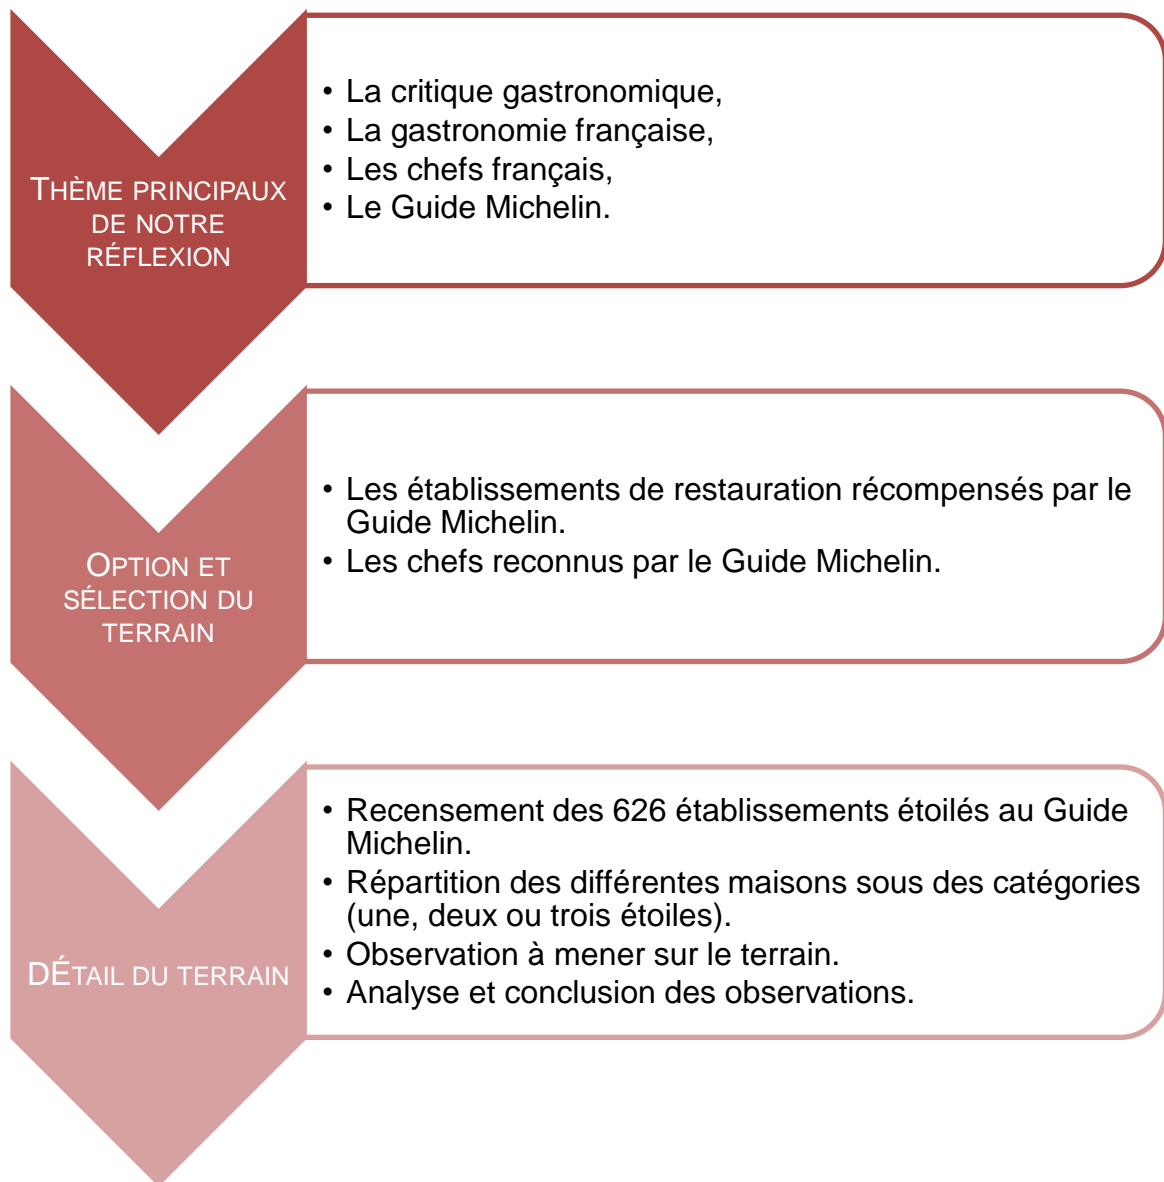 THÈME PRINCIPAUX
DE NOTRE
RÉFLEXION
• La critique gastronomique,
• La gastronomie française,
• Les chefs français,
• Le Guide Michelin.
OPTION ET
SÉLECTION DU
TERRAIN
• Les établissements de restauration récompensés par le
Guide Michelin.
• Les chefs reconnus par le Guide Michelin.
DÉTAIL DU TERRAIN
• Recensement des 626 établissements étoilés au Guide
Michelin.
• Répartition des différentes maisons sous des catégories
(une, deux ou trois étoiles).
• Observation à mener sur le terrain.
• Analyse et conclusion des observations.